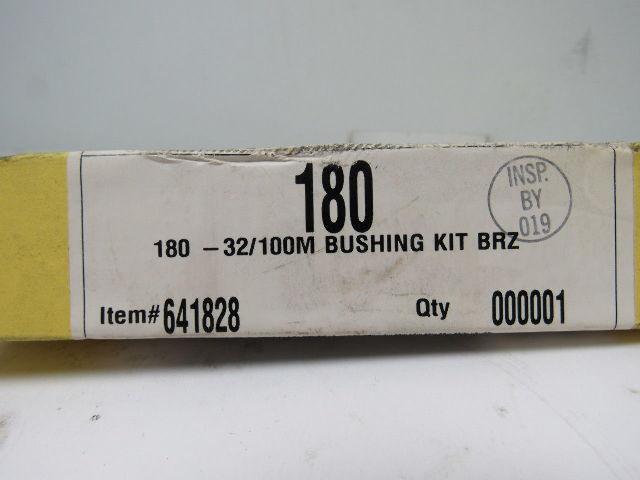 180
INSP.
BY
019
180 – 32/100M BUSHING KIT BRZ
Item# 641828 Qty 000001